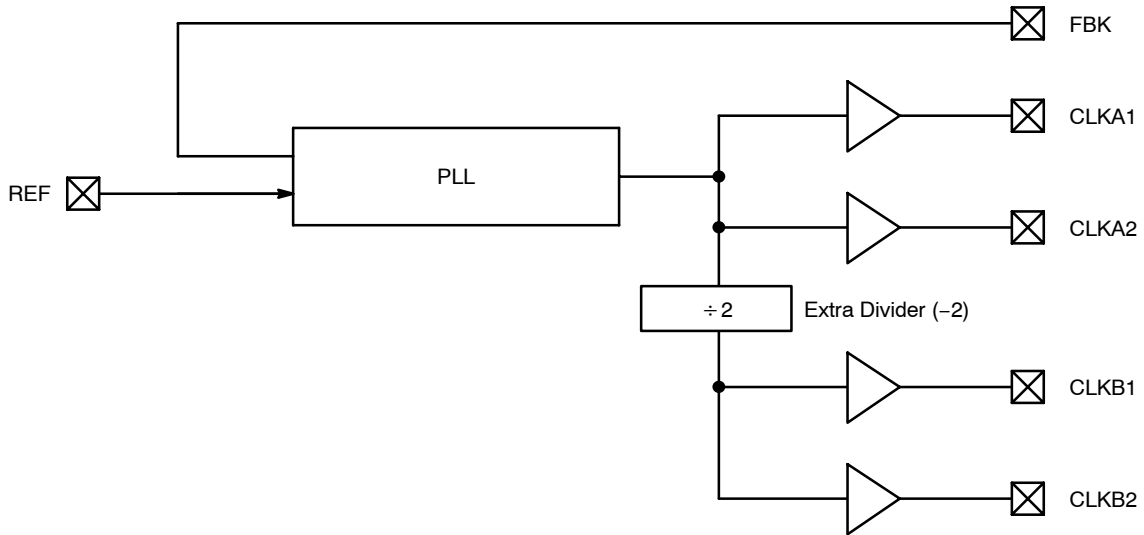 FBK
CLKA1
PLL
REF
CLKA2
÷2 Extra Divider (−2)
CLKB1
CLKB2